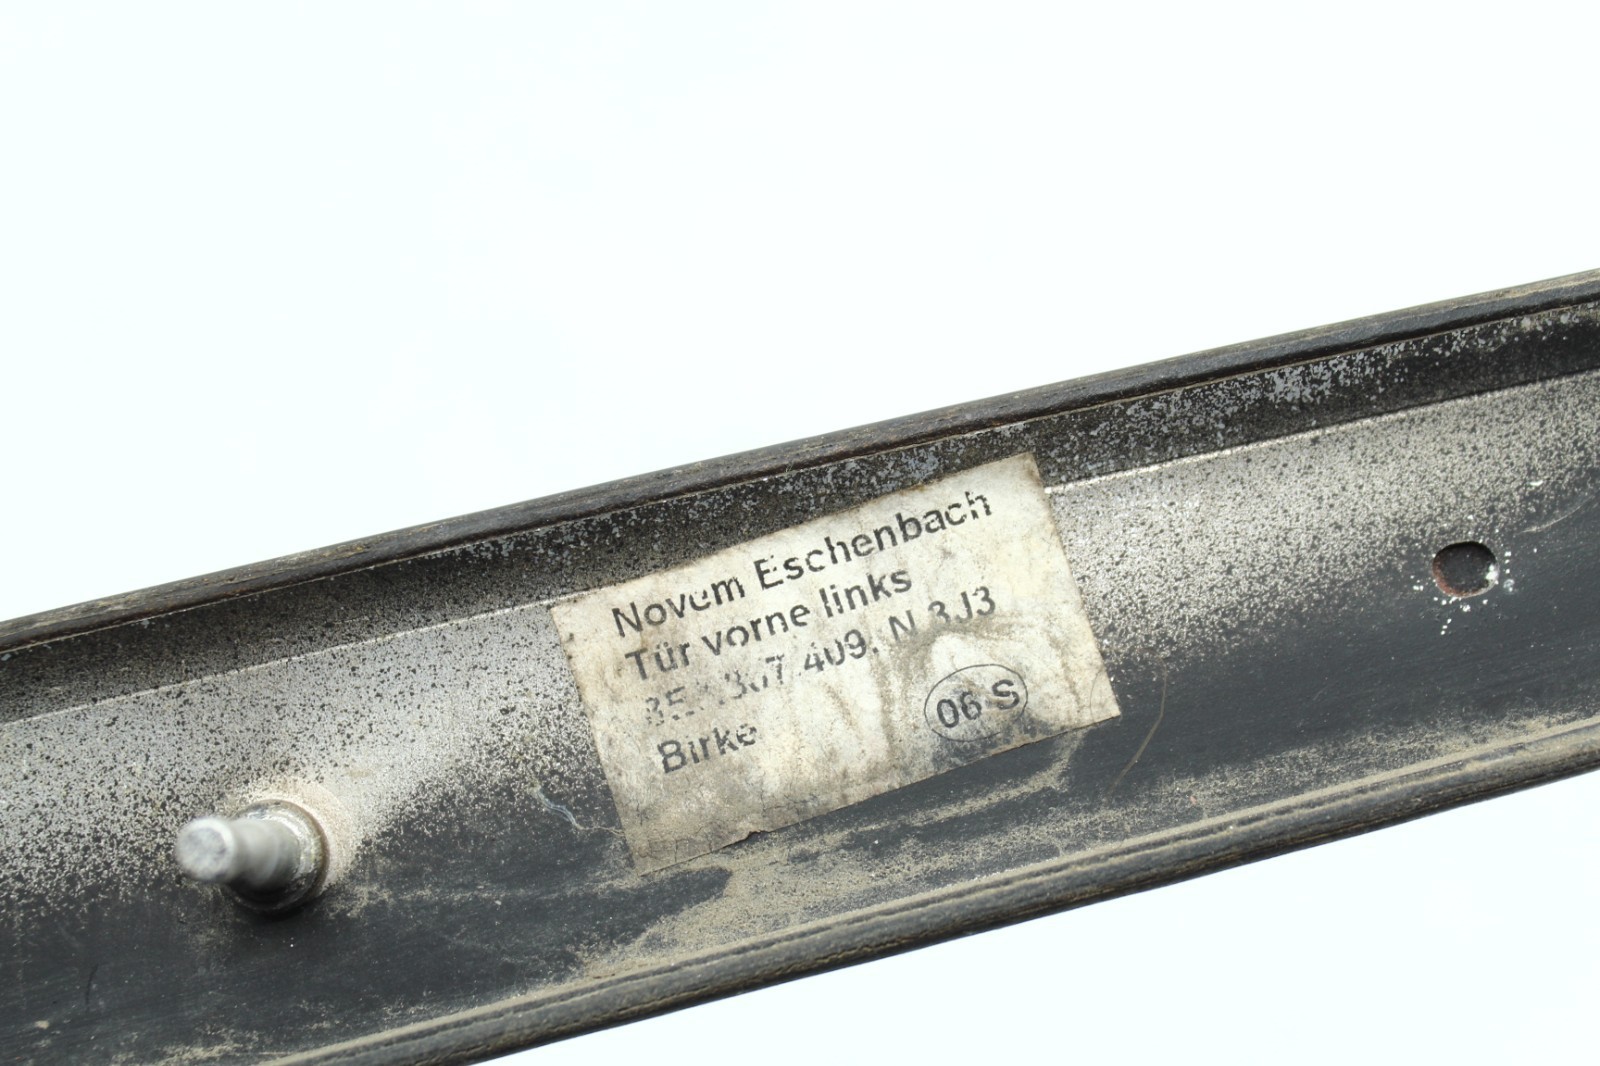 Novem Eschenbach
Tür vorne links
N 3J3
Birke
06 S